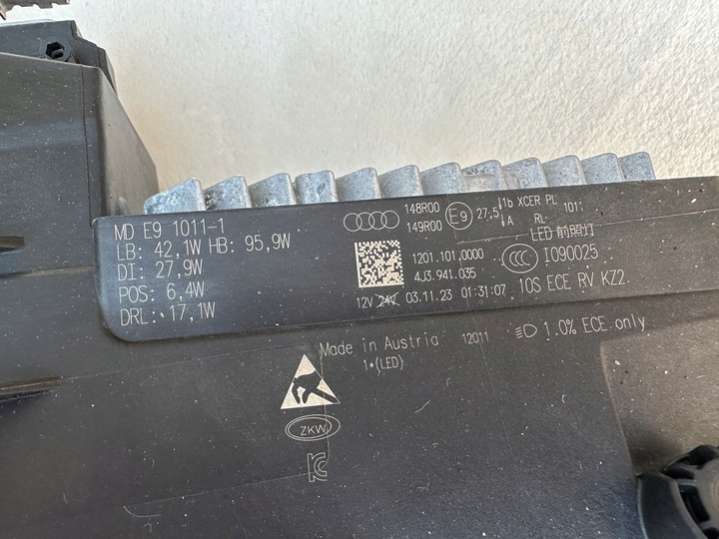 MD E9 1011-1
LB: 42,1W HB: 95,9W
DI: 27,9W
POS: 6,4W
DRL: 17,1W
148R00
149R00
E9
27,5
1b XCER PL
A RL 1011
LED 前照灯
1201.101.0000
4J3.941.035
CCC
I090025
12V 24V 03.11.23 01:31:07
10S ECE RV KZ2
Made in Austria
12011
1.0% ECE only
1*(LED)
ZKW